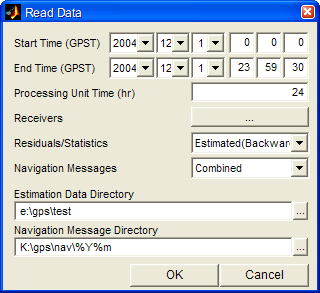 Read Data
Start Time (GPST) 2004 12 1 0 0 0
End Time (GPST) 2004 12 1 23 59 30
Processing Unit Time (hr) 24
Receivers ...
Residuals/Statistics Estimated(Backwar
Navigation Messages Combined
Estimation Data Directory
e:\gps\test ...
Navigation Message Directory
K:\gps\nav\%Y%m ...
OK Cancel